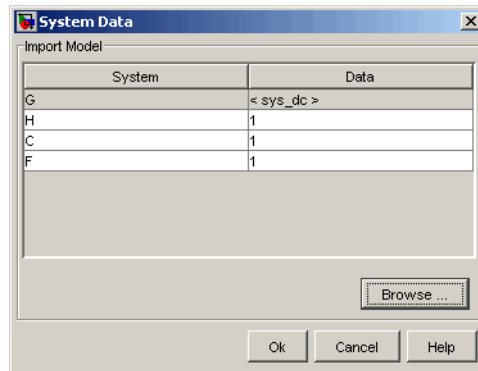 System Data
Import Model
System Data
G < sys_dc >
H 1
C 1
F 1
Browse ...
Ok Cancel Help